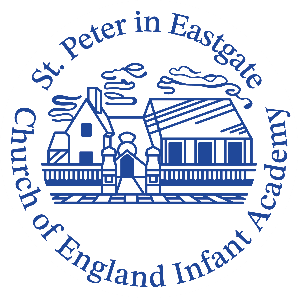 St. Peter in Eastgate
Church of England Infant Academy